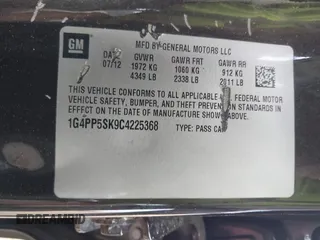 GM
MFD BY GENERAL MOTORS LLC
DATE GVWR GAWR FRT GAWR RR
07/12 1972 KG 1060 KG 912 KG
4349 LB 2338 LB 2011 LB
THIS VEHICLE CONFORMS TO ALL APPLICABLE U.S. FEDERAL MOTOR
VEHICLE SAFETY, BUMPER, AND THEFT PREVENTION STANDARDS IN
EFFECT ON THE DATE OF MANUFACTURE SHOWN ABOVE.
1G4PP5SK9C4225368 TYPE: PASS CAR
DREAMBID